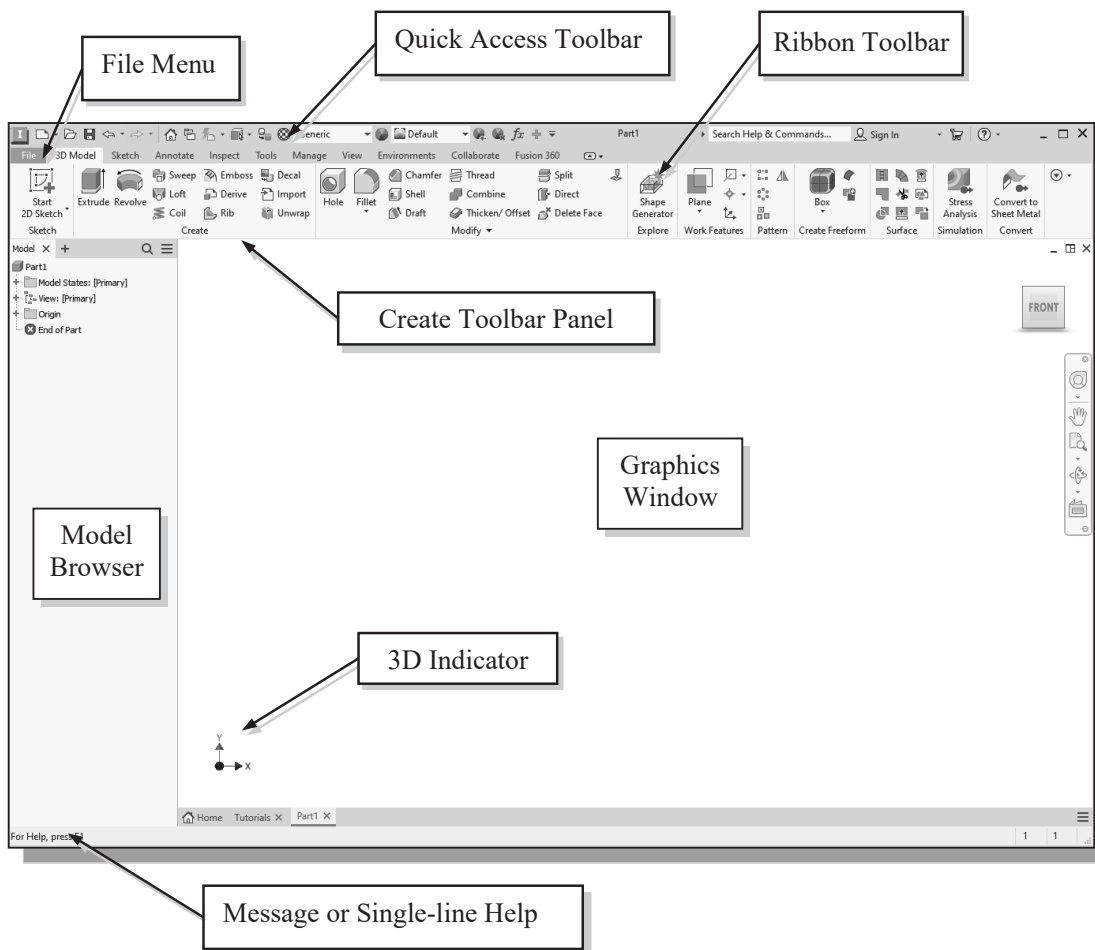 Quick Access Toolbar
Ribbon Toolbar
File Menu
Default
Part1
Search Help & Commands...
Sign In
File 3D Model Sketch Annotate Inspect Tools Manage View Environments Collaborate Fusion 360
Start
2D Sketch
Extrude Revolve
Sweep Emboss Decal
Loft Derive Import
Coil Rib Unwrap
Hole Fillet
Chamfer Thread Split
Shell Combine Direct
Draft Thicken/ Offset Delete Face
Shape
Generator
Plane
Box
Stress
Analysis
Convert to
Sheet Metal
Sketch Create Modify Explore Work Features Pattern Create Freeform Surface Simulation Convert
Model
Part1
Model States: [Primary]
View: [Primary]
Origin
End of Part
Create Toolbar Panel
FRONT
Graphics
Window
Model
Browser
3D Indicator
Y
X
Home Tutorials Part1
For Help, press
1 1
Message or Single-line Help